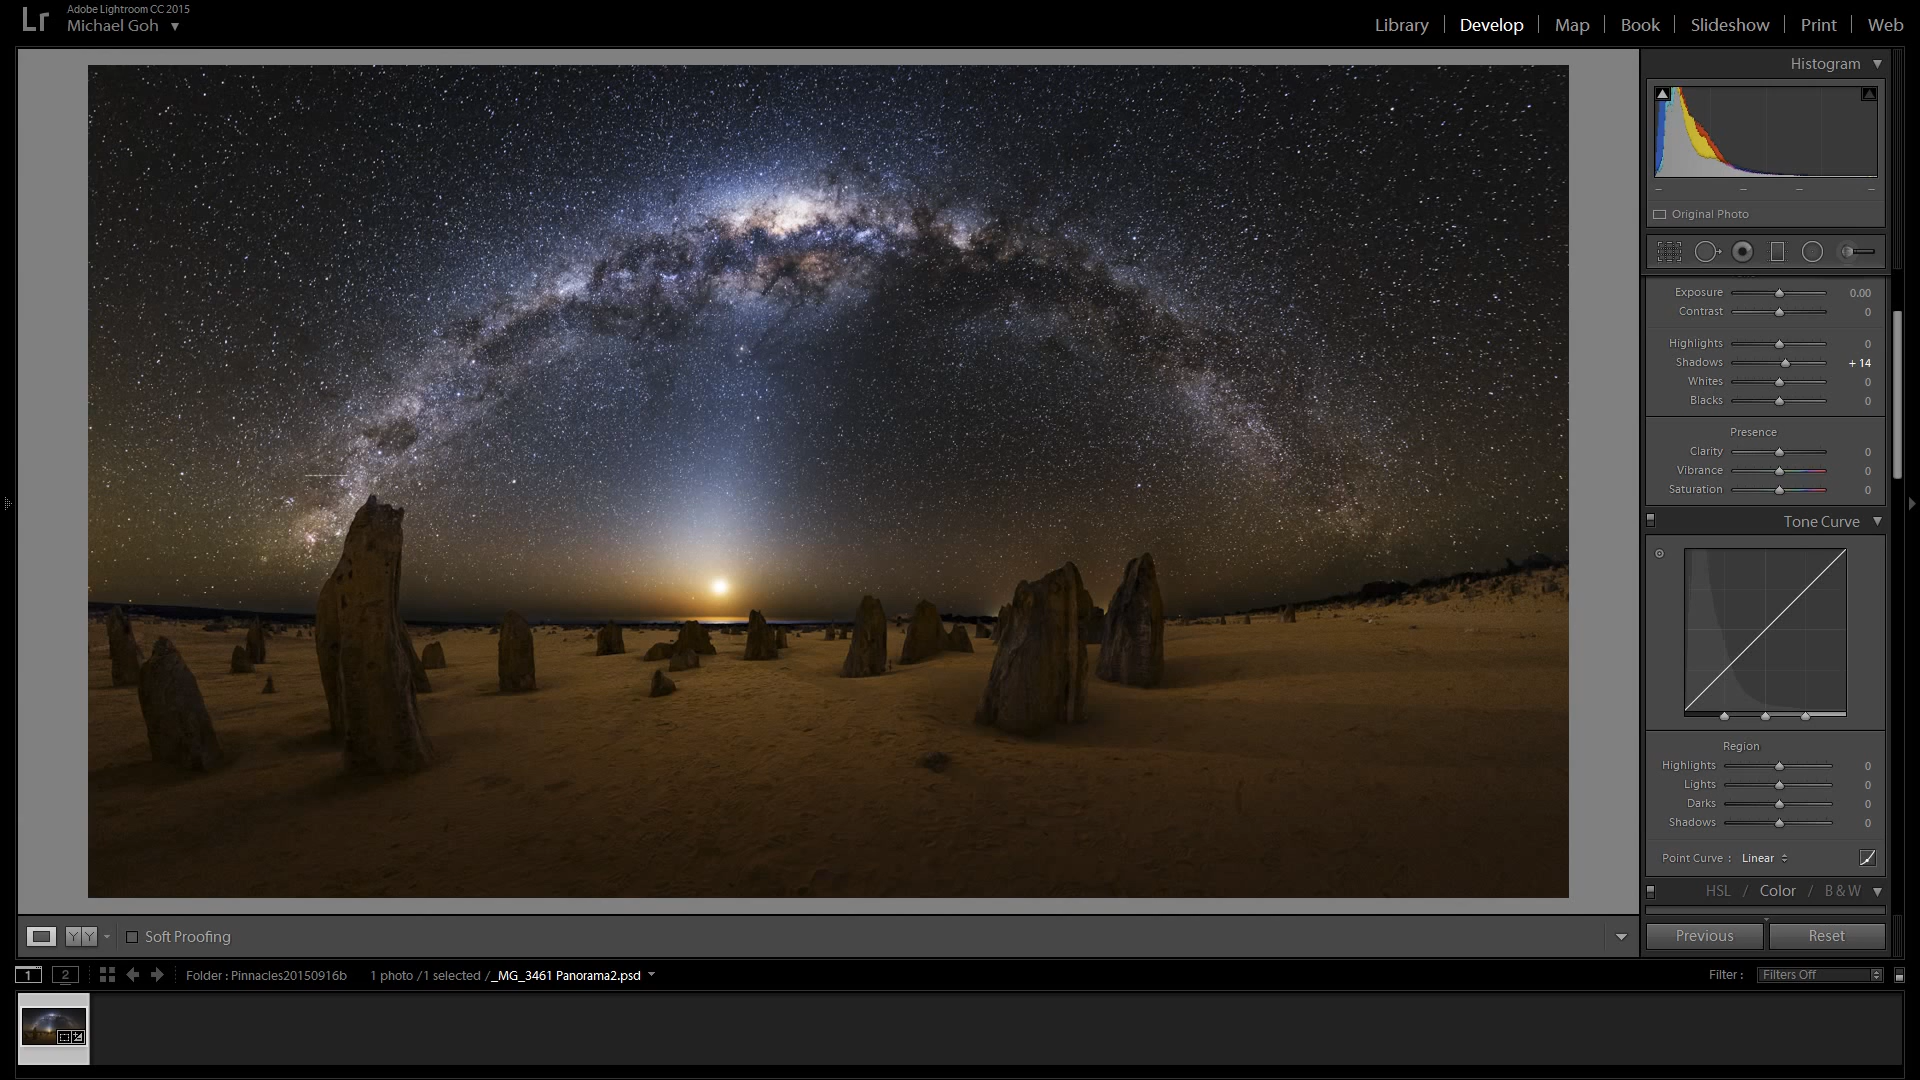 Lr
Adobe Lightroom CC 2015
Michael Goh
Library
Develop
Map
Book
Slideshow
Print
Web
Histogram
Original Photo
Exposure 0.00
Contrast 0
Highlights 0
Shadows + 14
Whites 0
Blacks 0
Presence
Clarity 0
Vibrance 0
Saturation 0
Tone Curve
Region
Highlights 0
Lights 0
Darks 0
Shadows 0
Point Curve : Linear
HSL / Color / B & W
Previous
Reset
YY
Soft Proofing
1
2
Folder : Pinnacles20150916b
1 photo /1 selected /_MG_3461 Panorama2.psd
Filter :
Filters Off